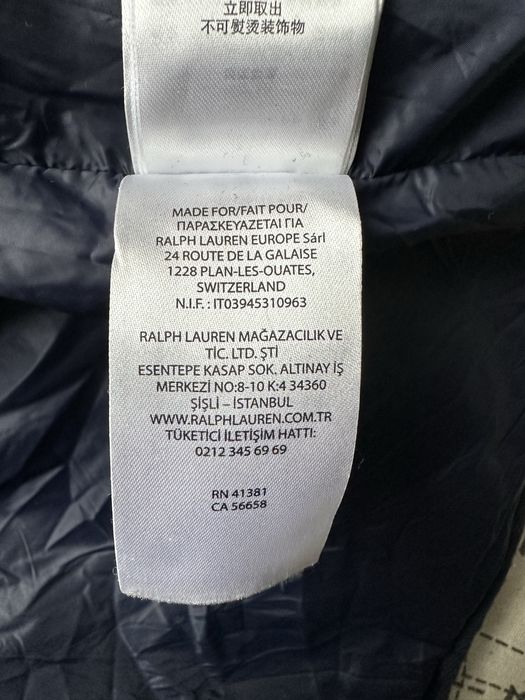 立即取出
不可熨烫装饰物
MADE FOR/FAIT POUR/
ΠΑΡΑΣΚΕΥΑΖΕΤΑΙ ΓΙΑ
RALPH LAUREN EUROPE Sárl
24 ROUTE DE LA GALAISE
1228 PLAN-LES-OUATES,
SWITZERLAND
N.I.F. : IT03945310963
RALPH LAUREN MAĞAZACILIK VE
TİC. LTD. ŞTİ
ESENTEPE KASAP SOK. ALTINAY İŞ
MERKEZİ NO:8-10 K:4 34360
ŞİŞLİ – İSTANBUL
WWW.RALPHLAUREN.COM.TR
TÜKETİCİ İLETİŞİM HATTI:
0212 345 69 69
RN 41381
CA 56658